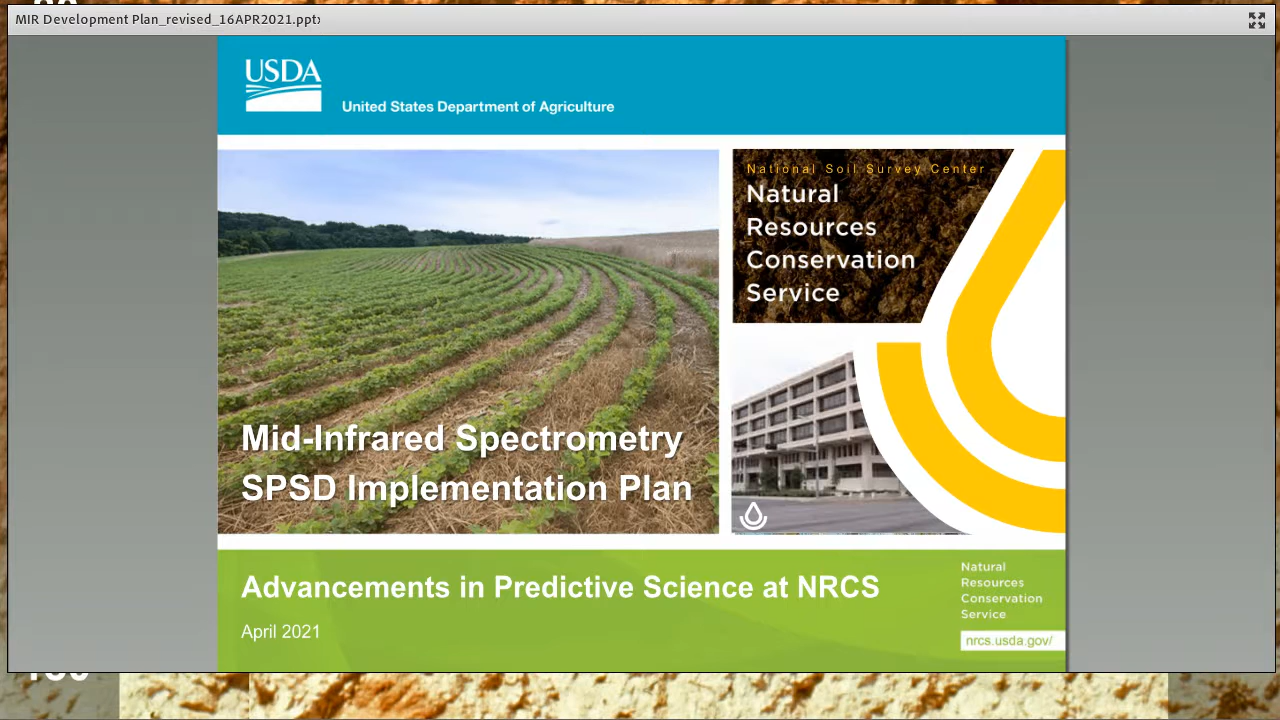 MIR Development Plan_revised_16APR2021.pptx
USDA
United States Department of Agriculture
National Soil Survey Center
Natural
Resources
Conservation
Service
Mid-Infrared Spectrometry
SPSD Implementation Plan
Advancements in Predictive Science at NRCS
April 2021
Natural
Resources
Conservation
Service
nrcs.usda.gov/